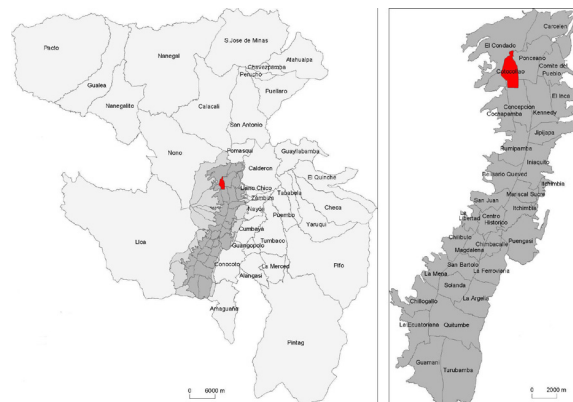 Pacto
Nanegal
S.Jose de Minas
Atahualpa
Chavezpamba
Perucho
Gualea
Puellaro
Nanegalito
Calacali
San Antonio
Nono
Pomasqui
Guayllabamba
Calderon
El Quinche
Llano Chico
Zambiza
Tababela
Checa
Nayon
Puembo
Yaruqui
Lloa
Cumbaya
Tumbaco
Guangopolo
Conocoto
La Merced
Pifo
Alangasi
Amaguaña
Pintag
0 6000 m
Carcelen
El Condado
Ponceano
Comite del
Pueblo
Cotocollao
El Inca
Concepcion
Kennedy
Cochapamba
Jipijapa
Rumipamba
Iniaquito
Belisario Quevedo
Itchimbia
Mariscal Sucre
San Juan
Itchimbia
La
Libertad
Centro
Historico
Puengasi
Chilibulo
Chimbacalle
Magdalena
San Bartolo
La Mena
La Ferroviaria
Solanda
Chillogallo
La Argelia
La Ecuatoriana
Quitumbe
Guamani
Turubamba
0 2000 m